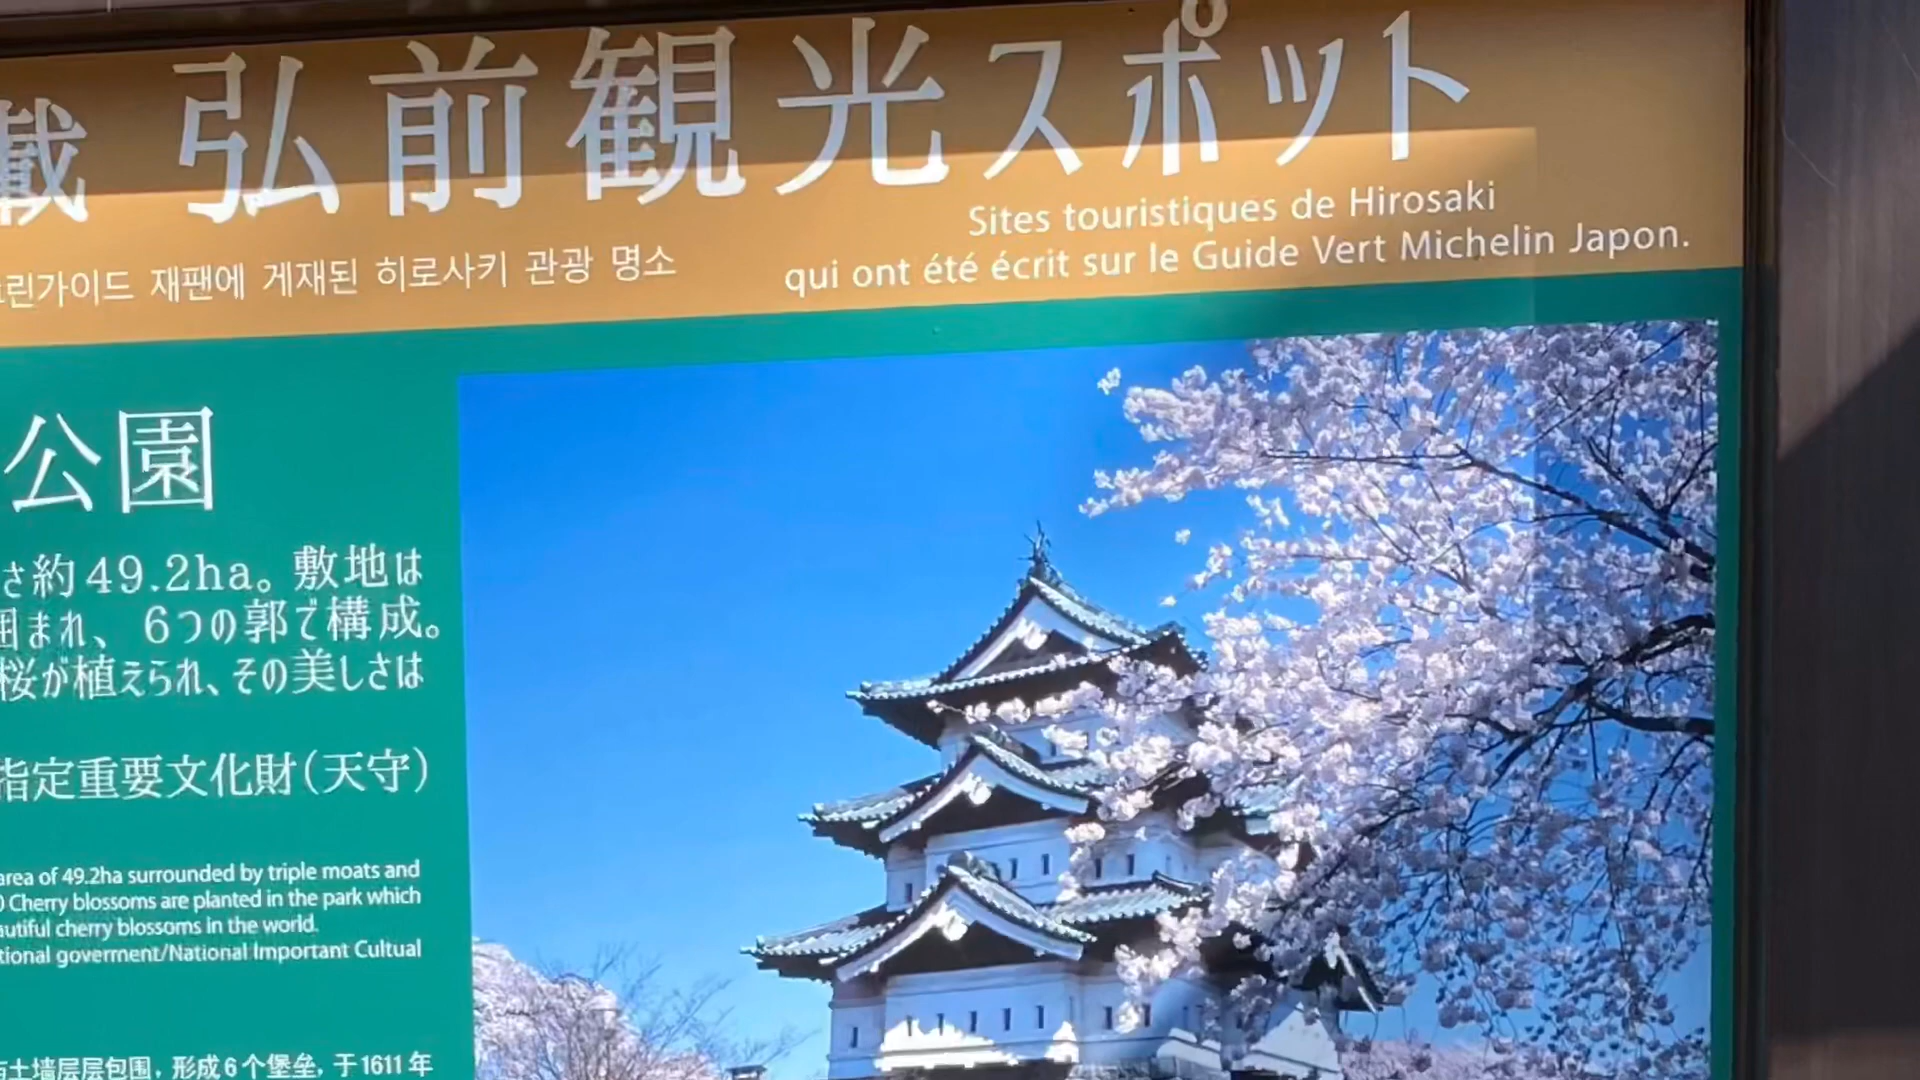 載 弘前観光スポット
린가이드 재팬에 게재된 히로사키 관광 명소
Sites touristiques de Hirosaki
qui ont été écrit sur le Guide Vert Michelin Japon.
公園
さ約49.2ha。敷地は
囲まれ、6つの郭で構成。
桜が植えられ、その美しさは
指定重要文化財(天守)
area of 49.2ha surrounded by triple moats and
0 Cherry blossoms are planted in the park which
autiful cherry blossoms in the world.
tional goverment/National Important Cultual
土墙层层包围，形成6个堡垒，于1611年